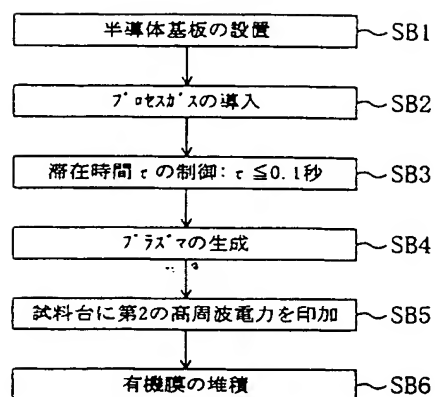 半導体基板の設置 SB1
プロセスガスの導入 SB2
滞在時間τの制御:τ≦0.1秒 SB3
プラズマの生成 SB4
試料台に第2の高周波電力を印加 SB5
有機膜の堆積 SB6